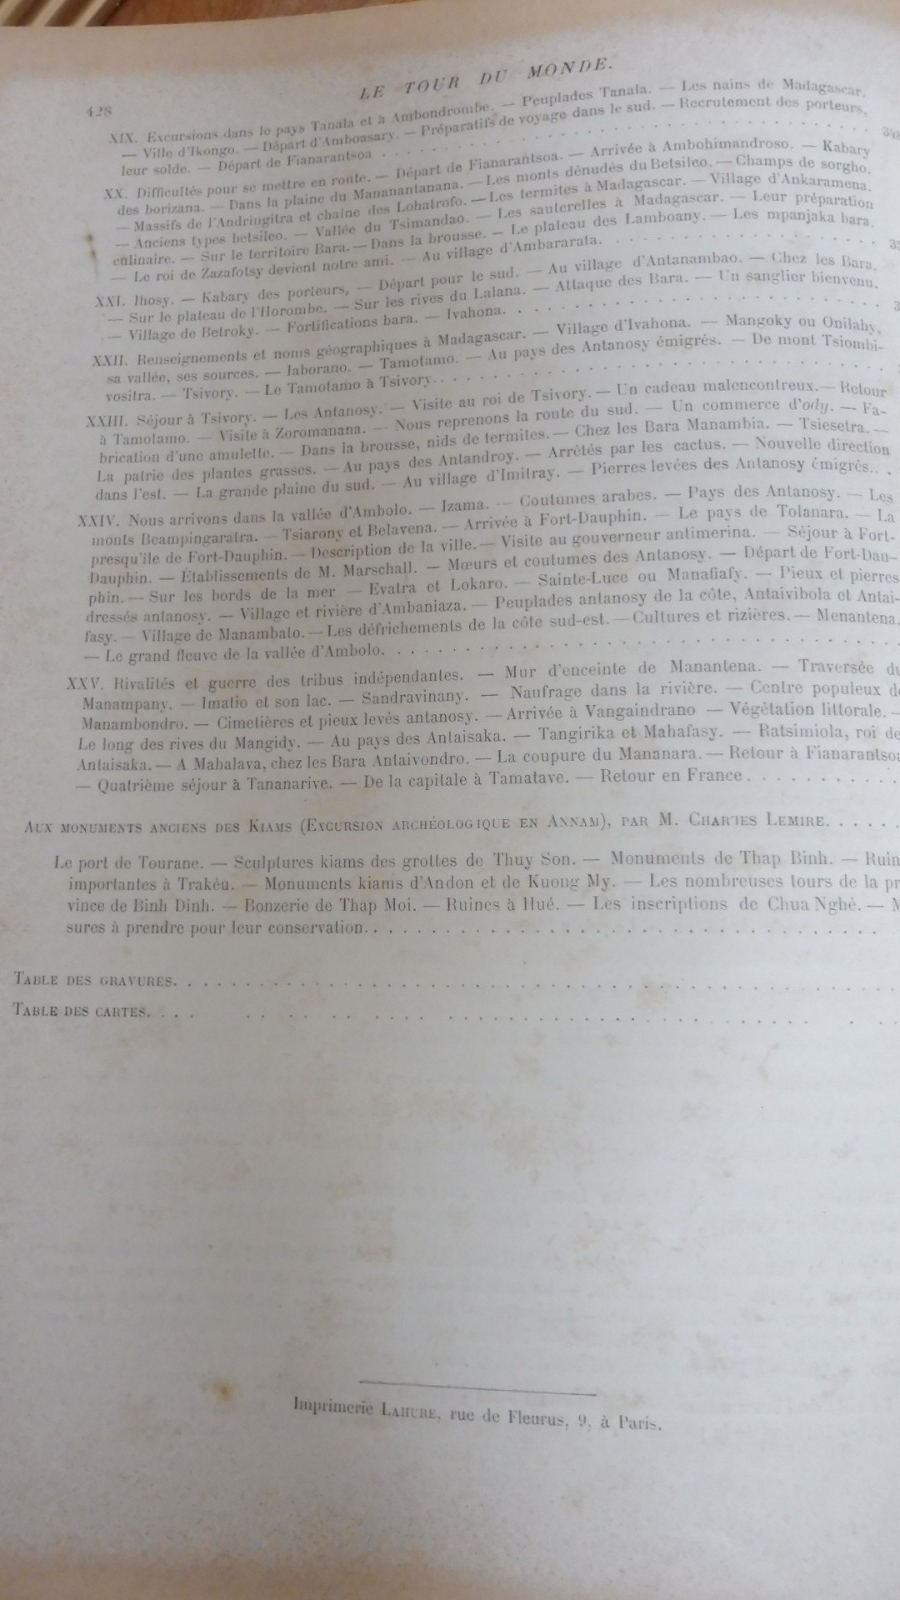 LE TOUR DU MONDE.
428
XIX. Excursions dans le pays Tanala et à Ambondrombe. — Peuplades Tanala. — Les nains de Madagascar.
— Ville d'Ikongo. — Départ d'Amboasary. — Préparatifs de voyage dans le sud. — Recrutement des porteurs,
leur solde. — Départ de Fianarantsoa . . . . . . . . . . . . . . . . . . . . . . . . . . . . . . . . .
XX. Difficultés pour se mettre en route. — Départ de Fianarantsoa. — Arrivée à Ambohimandroso. — Kabary
des borizana. — Dans la plaine du Mananantanana. — Les monts dénudés du Betsileo. — Champs de sorgho.
— Massifs de l'Andringitra et chaîne des Lohatrofo. — Les termites à Madagascar. — Village d'Ankaramena.
— Anciens types betsileo. — Vallée du Tsimandao. — Les sauterelles à Madagascar. — Leur préparation
culinaire. — Sur le territoire Bara. — Dans la brousse. — Le plateau des Lamboany. — Les mpanjaka bara.
— Le roi de Zazafotsy devient notre ami. — Au village d'Ambararata. . . . . . . . . . . . . . . . . .
XXI. Ihosy. — Kabary des porteurs, — Départ pour le sud. — Au village d'Antanambao. — Chez les Bara.
— Sur le plateau de l'Horombe. — Sur les rives du Lalana. — Attaque des Bara. — Un sanglier bienvenu.
— Village de Betroky. — Fortifications bara. — Ivahona. . . . . . . . . . . . . . . . . . . . . . . .
XXII. Renseignements et noms géographiques à Madagascar. — Village d'Ivahona. — Mangoky ou Onilahy,
sa vallée, ses sources. — Iaborano. — Tamotamo. — Au pays des Antanosy émigrés. — De mont Tsiombi-
vositra. — Tsivory. — Le Tamotamo à Tsivory. . . . . . . . . . . . . . . . . . . . . . . . . . . . .
XXIII. Séjour à Tsivory. — Les Antanosy. — Visite au roi de Tsivory. — Un cadeau malencontreux. — Retour
à Tamotamo. — Visite à Zoromanana. — Nous reprenons la route du sud. — Un commerce d'ody. — Fa-
brication d'une amulette. — Dans la brousse, nids de termites. — Chez les Bara Manambia. — Tsiesetra. —
La patrie des plantes grasses. — Au pays des Antandroy. — Arrêtés par les cactus. — Nouvelle direction
dans l'est. — La grande plaine du sud. — Au village d'Imitray. — Pierres levées des Antanosy émigrés. . .
XXIV. Nous arrivons dans la vallée d'Ambolo. — Izama. — Coutumes arabes. — Pays des Antanosy. — Les
monts Beampingaratra. — Tsiarony et Belavena. — Arrivée à Fort-Dauphin. — Le pays de Tolanara. — La
presqu'île de Fort-Dauphin. — Description de la ville. — Visite au gouverneur antimerina. — Séjour à Fort-
Dauphin. — Établissements de M. Marschall. — Mœurs et coutumes des Antanosy. — Départ de Fort-Dau-
phin. — Sur les bords de la mer — Evatra et Lokaro. — Sainte-Luce ou Manafiafy. — Pieux et pierres
dressés antanosy. — Village et rivière d'Ambaniaza. — Peuplades antanosy de la côte, Antaivibola et Antai-
fasy. — Village de Manambato. — Les défrichements de la côte sud-est. — Cultures et rizières. — Menantena.
— Le grand fleuve de la vallée d'Ambolo. . . . . . . . . . . . . . . . . . . . . . . . . . . . . . .
XXV. Rivalités et guerre des tribus indépendantes. — Mur d'enceinte de Manantena. — Traversée
Manampany. — Imatio et son lac. — Sandravinany. — Naufrage dans la rivière. — Centre populeux
Manambondro. — Cimetières et pieux levés antanosy. — Arrivée à Vangaindrano — Végétation littorale. —
Le long des rives du Mangidy. — Au pays des Antaisaka. — Tangirika et Mahafasy. — Ratsimiola, roi
Antaisaka. — A Mahalava, chez les Bara Antaivondro. — La coupure du Mananara. — Retour à Fianarantsoa
— Quatrième séjour à Tananarive. — De la capitale à Tamatave. — Retour en France . . . . . . . . . .
AUX MONUMENTS ANCIENS DES KIAMS (EXCURSION ARCHÉOLOGIQUE EN ANNAM), PAR M. CHARLES LEMIRE. . . . . .
Le port de Tourane. — Sculptures kiams des grottes de Thuy Son. — Monuments de Thap Binh. — Ruin
importantes à Trakéu. — Monuments kiams d'Andon et de Kuong My. — Les nombreuses tours de la pr
vince de Binh Dinh. — Bonzerie de Thap Moi. — Ruines à Hué. — Les inscriptions de Chua Nghé. — M
sures à prendre pour leur conservation. . . . . . . . . . . . . . . . . . . . . . . . . . . . . . . .
TABLE DES GRAVURES. . . . . . . . . . . . . . . . . . . . . . . . . . . . . . . . . . . . . . . . .
TABLE DES CARTES. . . . . . . . . . . . . . . . . . . . . . . . . . . . . . . . . . . . . . . . . .
Imprimerie LAHURE, rue de Fleurus, 9, à Paris.